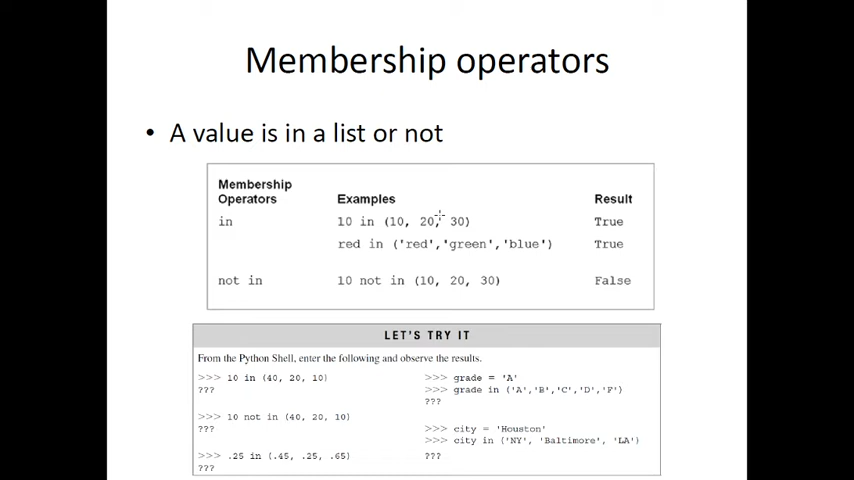 Membership operators
• A value is in a list or not
Membership
Operators Examples Result
in 10 in (10, 20, 30) True
red in ('red','green','blue') True
not in 10 not in (10, 20, 30) False
LET'S TRY IT
From the Python Shell, enter the following and observe the results.
>>> 10 in (40, 20, 10)
???
>>> 10 not in (40, 20, 10)
???
>>> .25 in (.45, .25, .65)
???
>>> grade = 'A'
>>> grade in ('A','B','C','D','F')
???
>>> city = 'Houston'
>>> city in ('NY', 'Baltimore', 'LA')
???